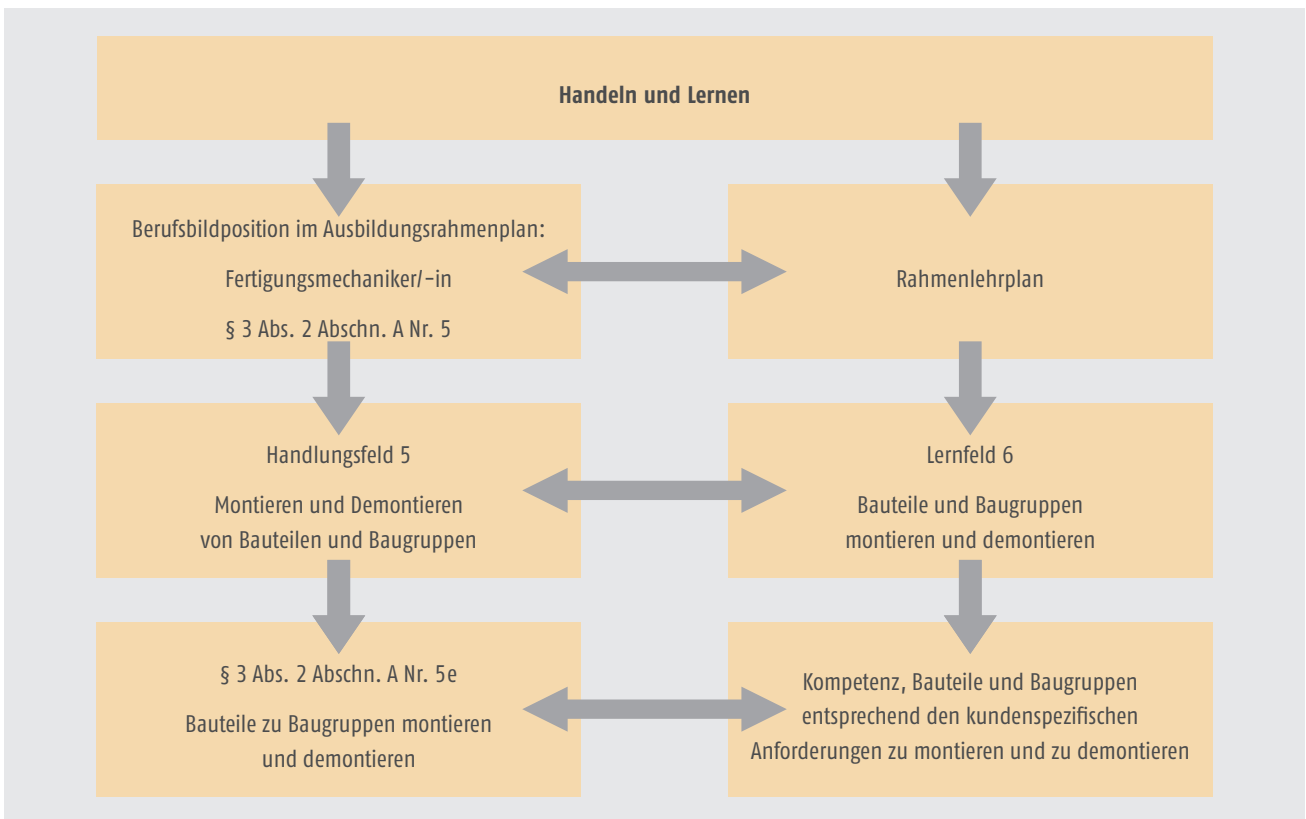 Handeln und Lernen
Berufsbildposition im Ausbildungsrahmenplan:
Fertigungsmechaniker/-in
§ 3 Abs. 2 Abschn. A Nr. 5
Rahmenlehrplan
Handlungsfeld 5
Montieren und Demontieren
von Bauteilen und Baugruppen
Lernfeld 6
Bauteile und Baugruppen
montieren und demontieren
§ 3 Abs. 2 Abschn. A Nr. 5e
Bauteile zu Baugruppen montieren
und demontieren
Kompetenz, Bauteile und Baugruppen
entsprechend den kundenspezifischen
Anforderungen zu montieren und zu demontieren